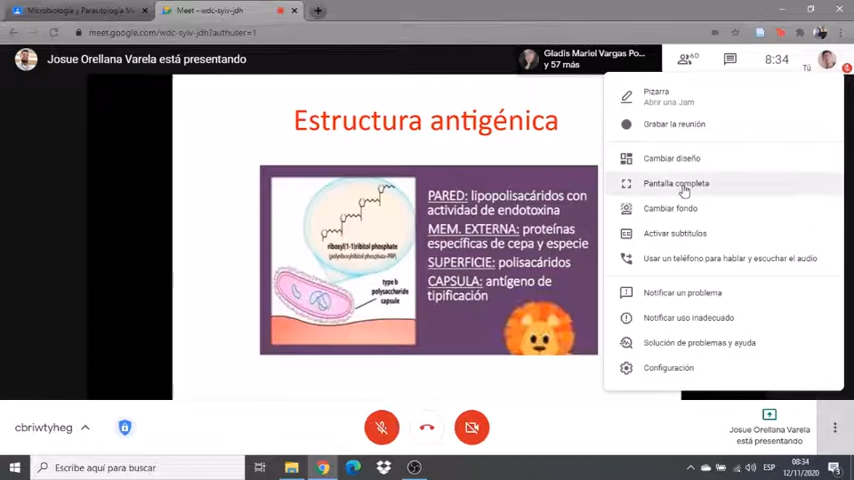 Microbiología y Parasitología M
Meet - wdc-syiv-jdh
meet.google.com/wdc-syiv-jdh?authuser=1
Josue Orellana Varela está presentando
Gladis Mariel Vargas Po...
y 57 más
60
8:34
Tú
Estructura antigénica
ribosyl(1-1)ribitol phosphate
(polyribosylribitol phosphate-PRP)
type b
polysaccharide
capsule
PARED: lipopolisacáridos con
actividad de endotoxina
MEM. EXTERNA: proteínas
específicas de cepa y especie
SUPERFICIE: polisacáridos
CAPSULA: antígeno de
tipificación
Pizarra
Abrir una Jam
Grabar la reunión
Cambiar diseño
Pantalla completa
Cambiar fondo
Activar subtítulos
Usar un teléfono para hablar y escuchar el audio
Notificar un problema
Notificar uso inadecuado
Solución de problemas y ayuda
Configuración
cbriwtyheg
Josue Orellana Varela
está presentando
Escribe aquí para buscar
ESP
08:34
12/11/2020